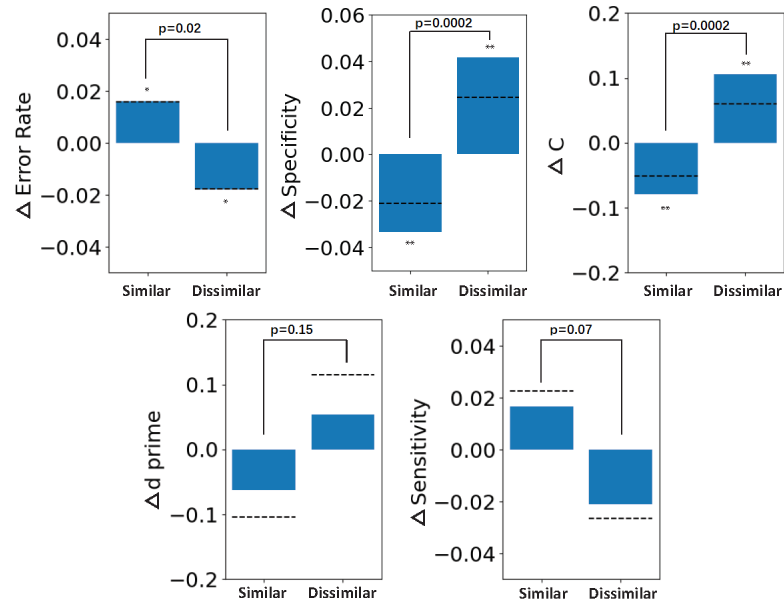 p=0.02
0.04
0.02
0.00
−0.02
−0.04
Δ Error Rate
*
*
Similar
Dissimilar
p=0.0002
0.06
0.04
0.02
0.00
−0.02
−0.04
Δ Specificity
**
**
Similar
Dissimilar
p=0.0002
0.2
0.1
0.0
−0.1
−0.2
Δ C
**
**
Similar
Dissimilar
p=0.15
0.2
0.1
0.0
−0.1
−0.2
Δd prime
Similar
Dissimilar
p=0.07
0.04
0.02
0.00
−0.02
−0.04
Δ Sensitivity
Similar
Dissimilar